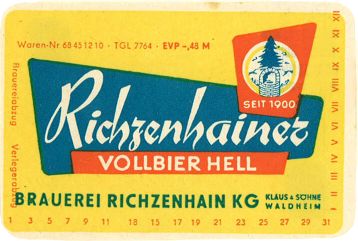 Waren-Nr 68 45 12 10 · TGL 7764 · EVP -,48 M
SEIT 1900
Richzenhainer
VOLLBIER HELL
BRAUEREI RICHZENHAIN KG
KLAUS & SÖHNE
WALDHEIM
1 3 5 7 9 11 13 15 17 19 21 23 25 27 29 31
Brauereiabzug
Verlegerabzug
I II III IV V VI VII VIII IX X XI XII